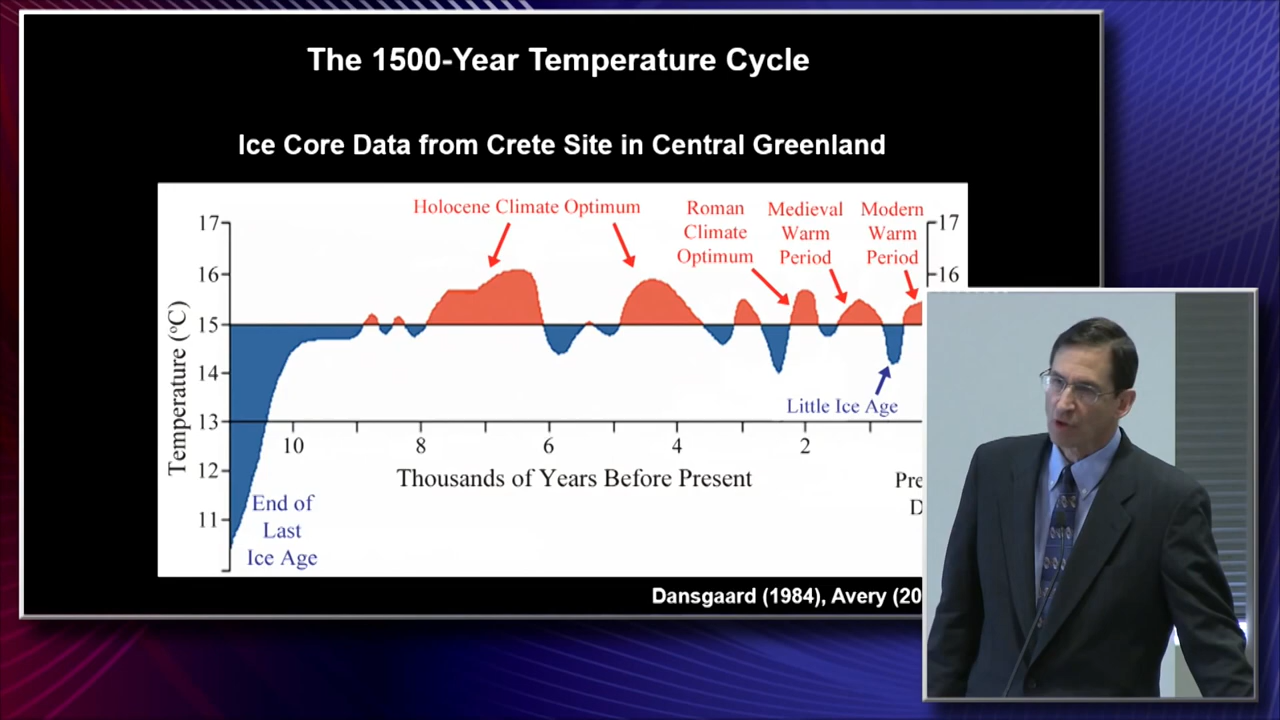 The 1500-Year Temperature Cycle
Ice Core Data from Crete Site in Central Greenland
Holocene Climate Optimum
Roman
Climate
Optimum
Medieval
Warm
Period
Modern
Warm
Period
17
16
15
14
13
12
11
17
16
Temperature (°C)
Little Ice Age
10
8
6
4
2
Thousands of Years Before Present
Pre
D
End of
Last
Ice Age
Dansgaard (1984), Avery (20